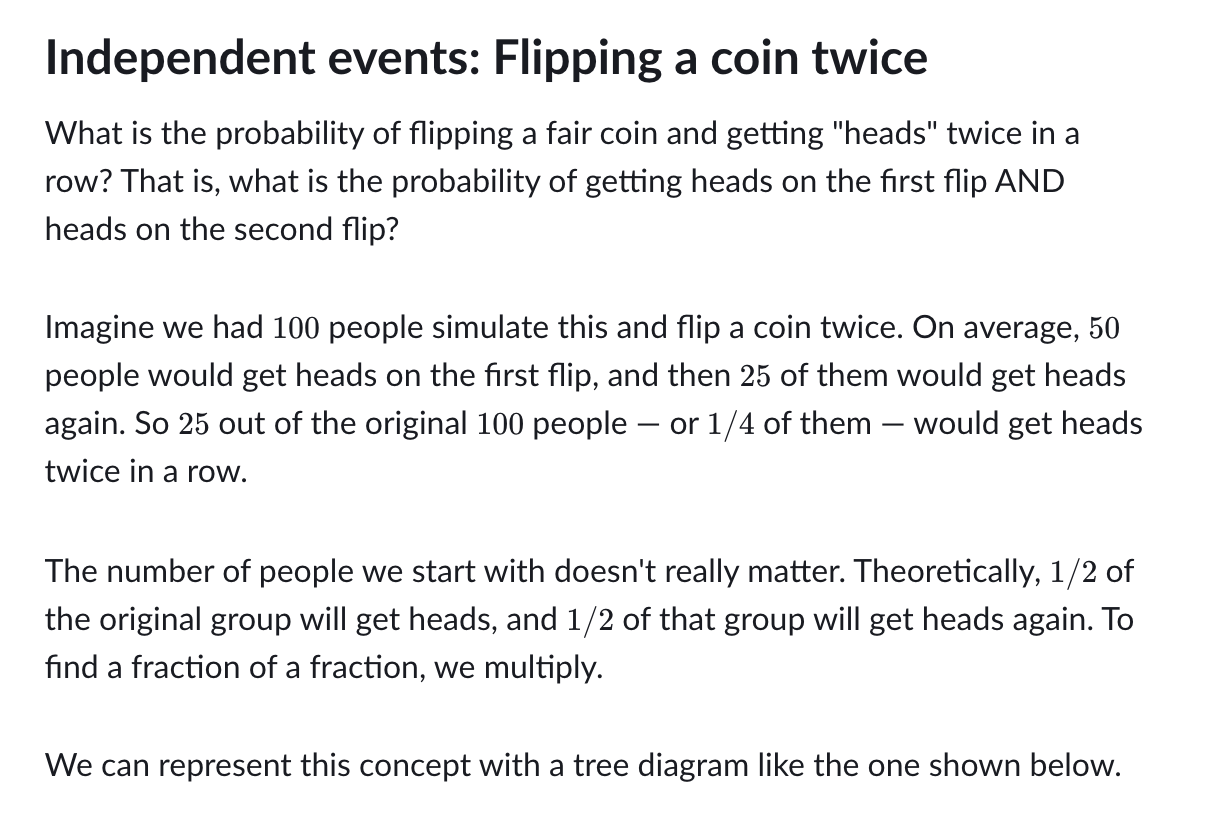 Independent events: Flipping a coin twice
What is the probability of flipping a fair coin and getting "heads" twice in a
row? That is, what is the probability of getting heads on the first flip AND
heads on the second flip?
Imagine we had 100 people simulate this and flip a coin twice. On average, 50
people would get heads on the first flip, and then 25 of them would get heads
again. So 25 out of the original 100 people — or 1/4 of them — would get heads
twice in a row.
The number of people we start with doesn't really matter. Theoretically, 1/2 of
the original group will get heads, and 1/2 of that group will get heads again. To
find a fraction of a fraction, we multiply.
We can represent this concept with a tree diagram like the one shown below.